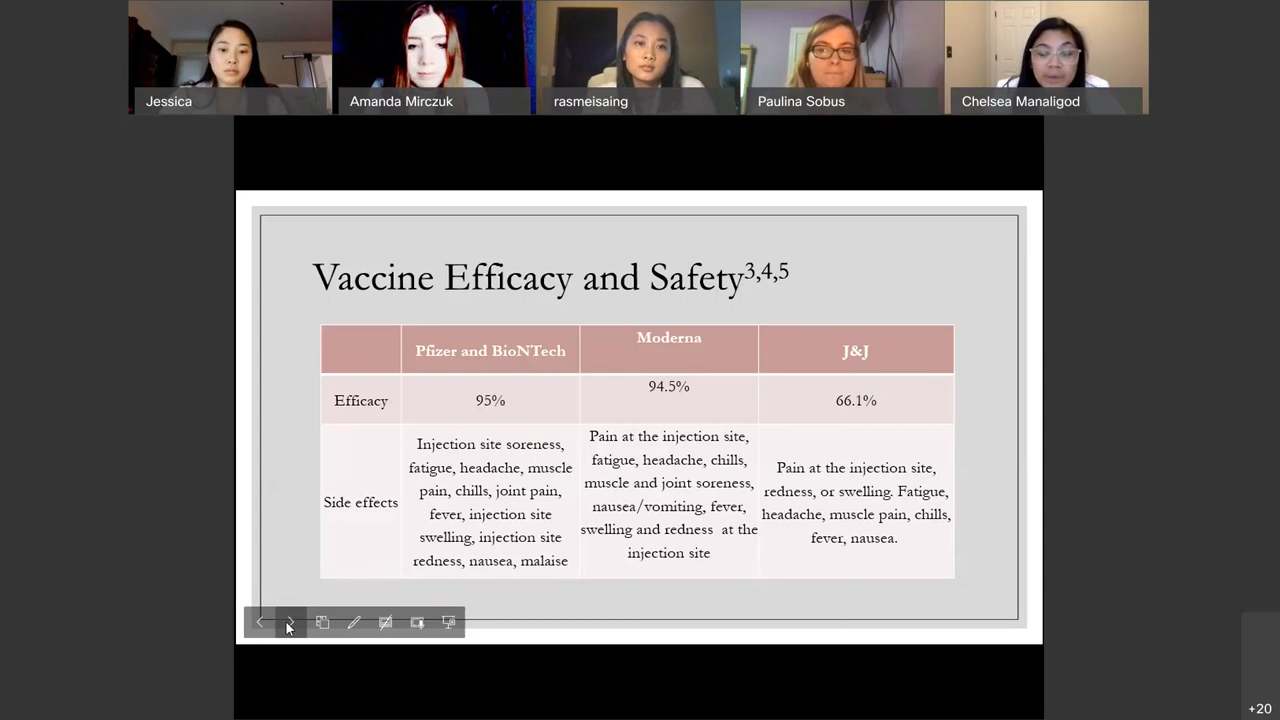 Jessica
Amanda Mirczuk
rasmeisaing
Paulina Sobus
Chelsea Manaligod
Vaccine Efficacy and Safety3,4,5
Pfizer and BioNTech
Moderna
J&J
Efficacy
95%
94.5%
66.1%
Side effects
Injection site soreness,
fatigue, headache, muscle
pain, chills, joint pain,
fever, injection site
swelling, injection site
redness, nausea, malaise
Pain at the injection site,
fatigue, headache, chills,
muscle and joint soreness,
nausea/vomiting, fever,
swelling and redness at the
injection site
Pain at the injection site,
redness, or swelling. Fatigue,
headache, muscle pain, chills,
fever, nausea.
+20